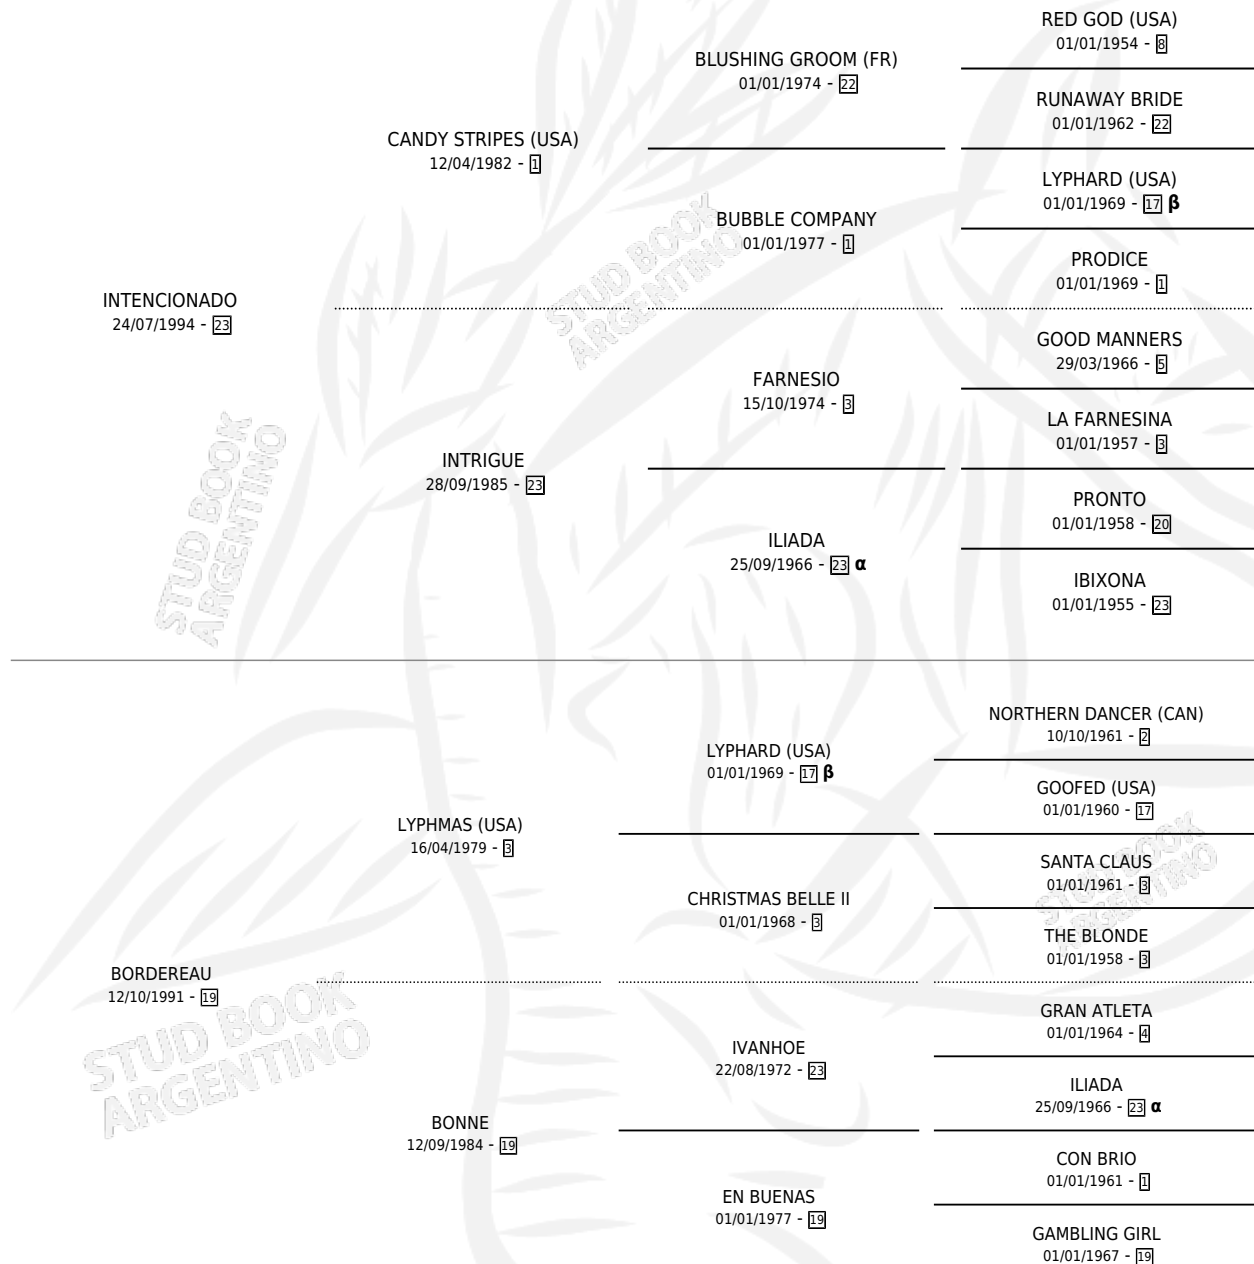 RED GOD (USA)
01/01/1954 - 8
BLUSHING GROOM (FR)
01/01/1974 - 22
RUNAWAY BRIDE
01/01/1962 - 22
CANDY STRIPES (USA)
12/04/1982 - 1
LYPHARD (USA)
01/01/1969 - 17 β
BUBBLE COMPANY
01/01/1977 - 1
PRODICE
01/01/1969 - 1
INTENCIONADO
24/07/1994 - 23
GOOD MANNERS
29/03/1966 - 5
FARNESIO
15/10/1974 - 3
LA FARNESINA
01/01/1957 - 3
INTRIGUE
28/09/1985 - 23
PRONTO
01/01/1958 - 20
ILIADA
25/09/1966 - 23 α
IBIXONA
01/01/1955 - 23
NORTHERN DANCER (CAN)
10/10/1961 - 2
LYPHARD (USA)
01/01/1969 - 17 β
GOOFED (USA)
01/01/1960 - 17
LYPHMAS (USA)
16/04/1979 - 3
SANTA CLAUS
01/01/1961 - 3
CHRISTMAS BELLE II
01/01/1968 - 3
THE BLONDE
01/01/1958 - 3
BORDEREAU
12/10/1991 - 19
GRAN ATLETA
01/01/1964 - 4
IVANHOE
22/08/1972 - 23
ILIADA
25/09/1966 - 23 α
BONNE
12/09/1984 - 19
CON BRIO
01/01/1961 - 1
EN BUENAS
01/01/1977 - 19
GAMBLING GIRL
01/01/1967 - 19
STUD BOOK
ARGENTINO
STUD BOOK
ARGENTINO
STUD BOOK
ARGENTINO
STUD BOOK
ARGENTINO